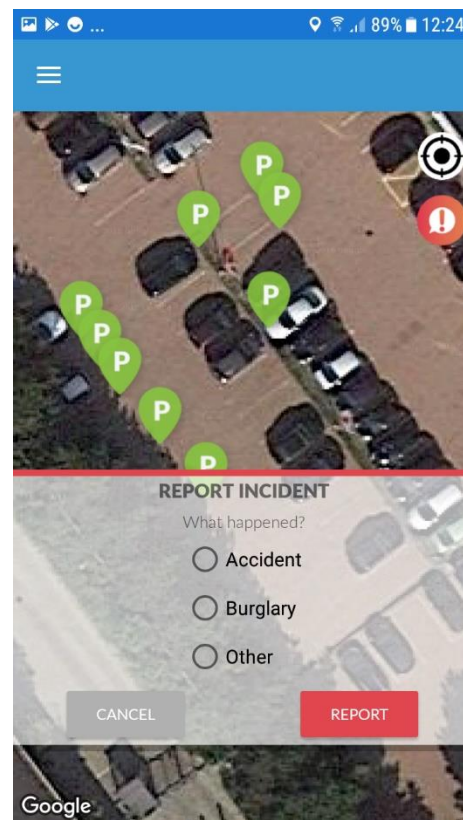 ... 89% 12:24
P
P
P
P
P
P
P
P
P
REPORT INCIDENT
What happened?
Accident
Burglary
Other
CANCEL REPORT
Google